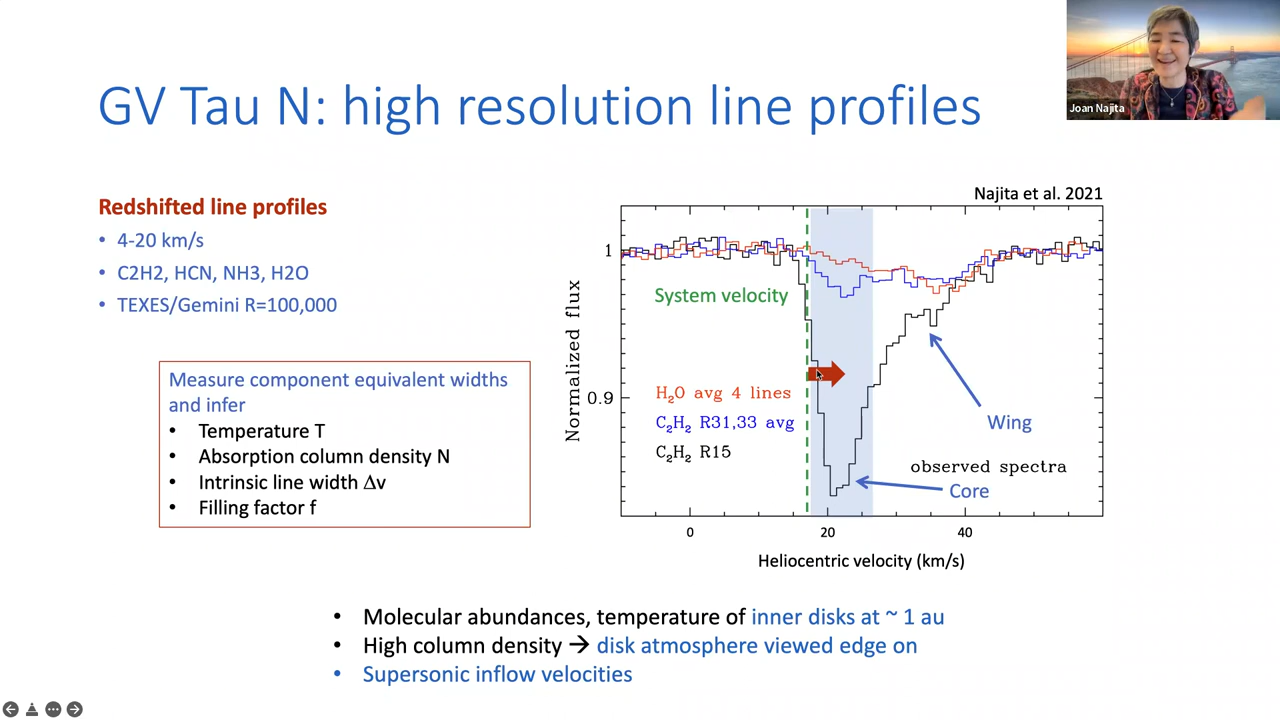 Joan Najita
GV Tau N: high resolution line profiles
Redshifted line profiles
• 4-20 km/s
• C2H2, HCN, NH3, H2O
• TEXES/Gemini R=100,000
Measure component equivalent widths
and infer
• Temperature T
• Absorption column density N
• Intrinsic line width Δv
• Filling factor f
Najita et al. 2021
1
0.9
Normalized flux
System velocity
H₂O avg 4 lines
C₂H₂ R31,33 avg
C₂H₂ R15
Wing
observed spectra
Core
0 20 40
Heliocentric velocity (km/s)
• Molecular abundances, temperature of inner disks at ~ 1 au
• High column density → disk atmosphere viewed edge on
• Supersonic inflow velocities